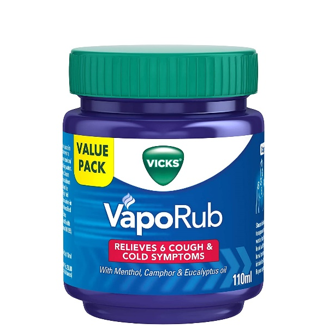 VALUE
PACK
VICKS
VapoRub
RELIEVES 6 COUGH &
COLD SYMPTOMS
With Menthol, Camphor & Eucalyptus oil
110ml